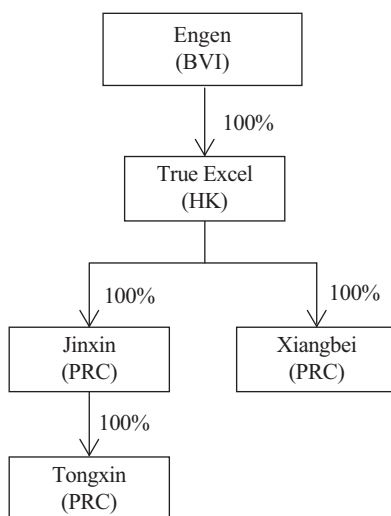 Engen
(BVI)
100%
True Excel
(HK)
100%
100%
Jinxin
(PRC)
Xiangbei
(PRC)
100%
Tongxin
(PRC)